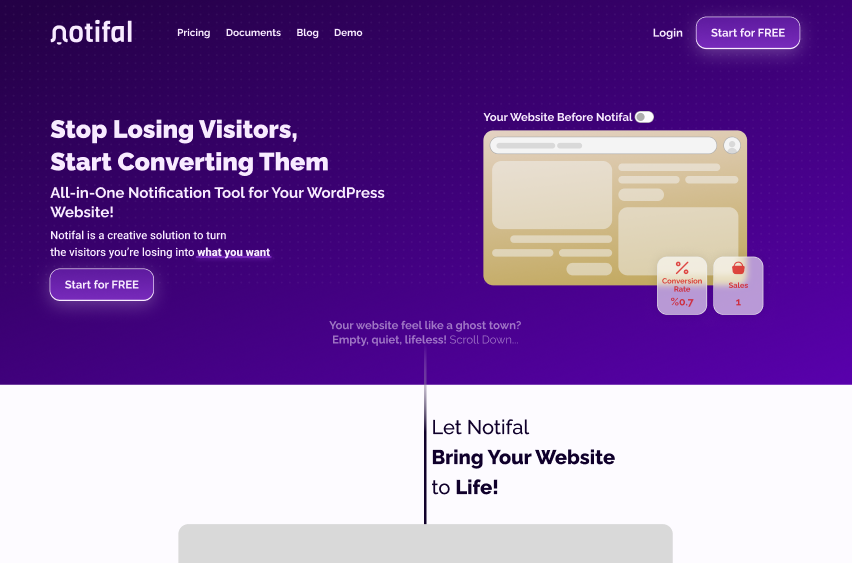 notifal
Pricing Documents Blog Demo
Login Start for FREE
Stop Losing Visitors,
Start Converting Them
All-in-One Notification Tool for Your WordPress
Website!
Notifal is a creative solution to turn
the visitors you're losing into what you want
Start for FREE
Your Website Before Notifal
Conversion
Rate
%0.7
Sales
1
Your website feel like a ghost town?
Empty, quiet, lifeless! Scroll Down...
Let Notifal
Bring Your Website
to Life!